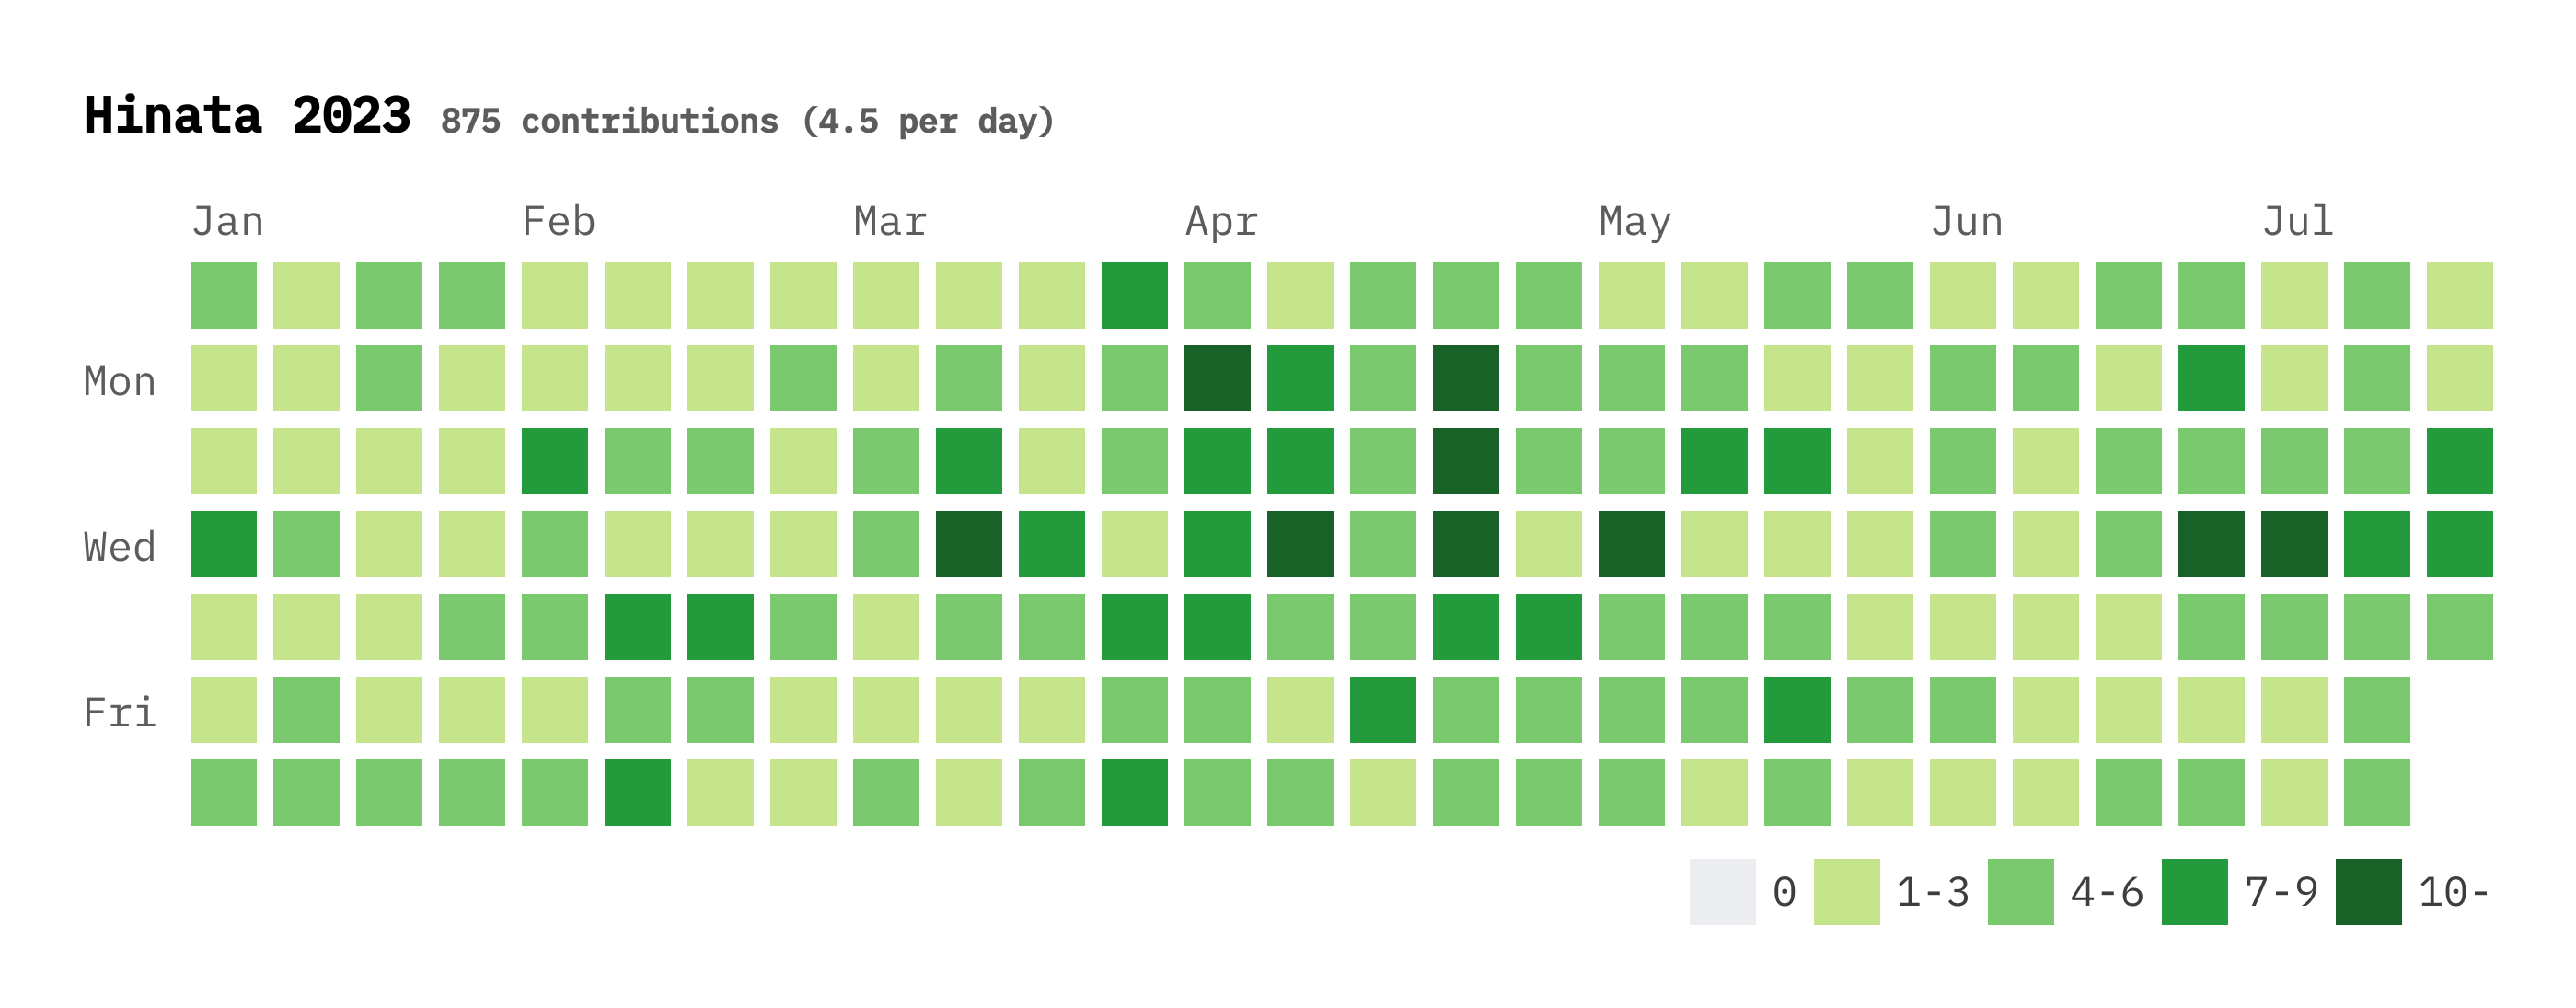 Hinata 2023 875 contributions (4.5 per day)
Jan Feb Mar Apr May Jun Jul
Mon
Wed
Fri
0 1-3 4-6 7-9 10-